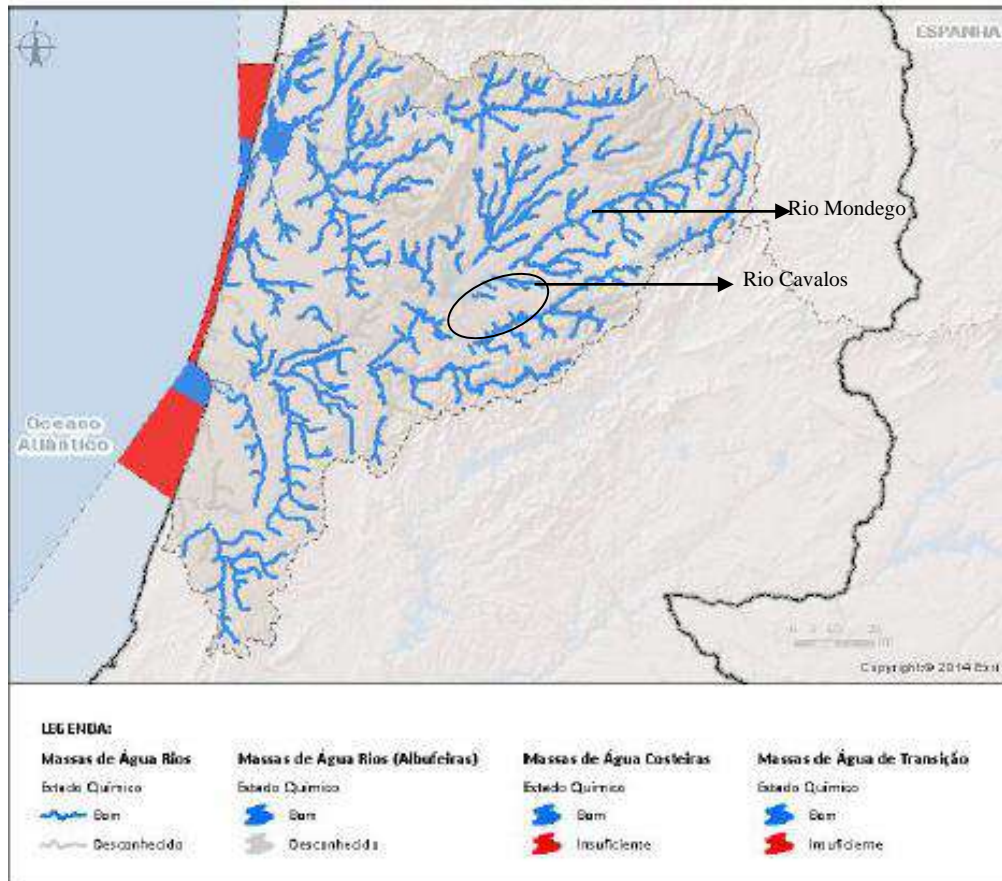 ESPANHA
Rio Mondego
Rio Cavalos
Oceano
Atlântico
Copyright:© 2014 Esri
LEGENDA:
Massas de Água Rios
Estado Químico
Bom
Desconhecido
Massas de Água Rios (Albufeiras)
Estado Químico
Bom
Desconhecido
Massas de Água Costeiras
Estado Químico
Bom
Insuficiente
Massas de Água de Transição
Estado Químico
Bom
Insuficiente